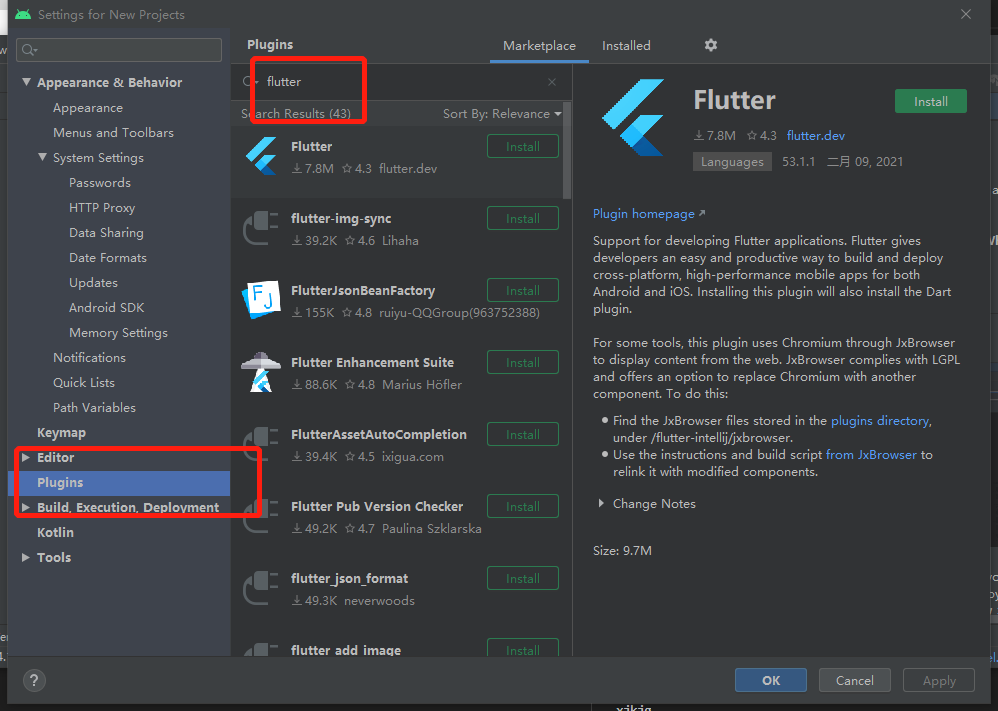 Settings for New Projects
Appearance & Behavior
Appearance
Menus and Toolbars
System Settings
Passwords
HTTP Proxy
Data Sharing
Date Formats
Updates
Android SDK
Memory Settings
Notifications
Quick Lists
Path Variables
Keymap
Editor
Plugins
Build, Execution, Deployment
Kotlin
Tools
Plugins
Marketplace
Installed
flutter
Search Results (43)
Sort By: Relevance
Flutter
Install
7.8M 4.3 flutter.dev
flutter-img-sync
Install
39.2K 4.6 Lihaha
FlutterJsonBeanFactory
Install
155K 4.8 ruiyu-QQGroup(963752388)
Flutter Enhancement Suite
Install
88.6K 4.8 Marius Höfler
FlutterAssetAutoCompletion
Install
39.4K 4.5 ixigua.com
Flutter Pub Version Checker
Install
49.2K 4.7 Paulina Szklarska
flutter_json_format
Install
49.3K neverwoods
flutter add image
Install
Flutter
Install
7.8M 4.3 flutter.dev
Languages 53.1.1 二月 09, 2021
Plugin homepage
Support for developing Flutter applications. Flutter gives
developers an easy and productive way to build and deploy
cross-platform, high-performance mobile apps for both
Android and iOS. Installing this plugin will also install the Dart
plugin.
For some tools, this plugin uses Chromium through JxBrowser
to display content from the web. JxBrowser complies with LGPL
and offers an option to replace Chromium with another
component. To do this:
Find the JxBrowser files stored in the plugins directory,
under /flutter-intellij/jxbrowser.
Use the instructions and build script from JxBrowser to
relink it with modified components.
Change Notes
Size: 9.7M
?
OK
Cancel
Apply